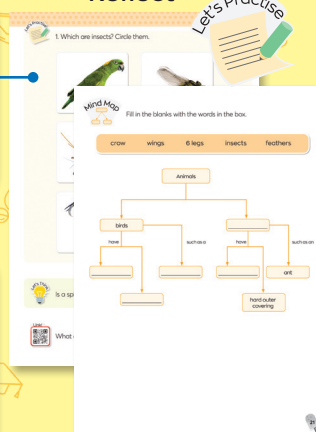 Let's Practise
Let's Practise
1. Which are insects? Circle them.
Mind Map
Fill in the blanks with the words in the box.
crow wings 6 legs insects feathers
Animals
birds
have such as a have such as an
ant
hard outer
covering
Let's Think
Is a
Link!
What
21